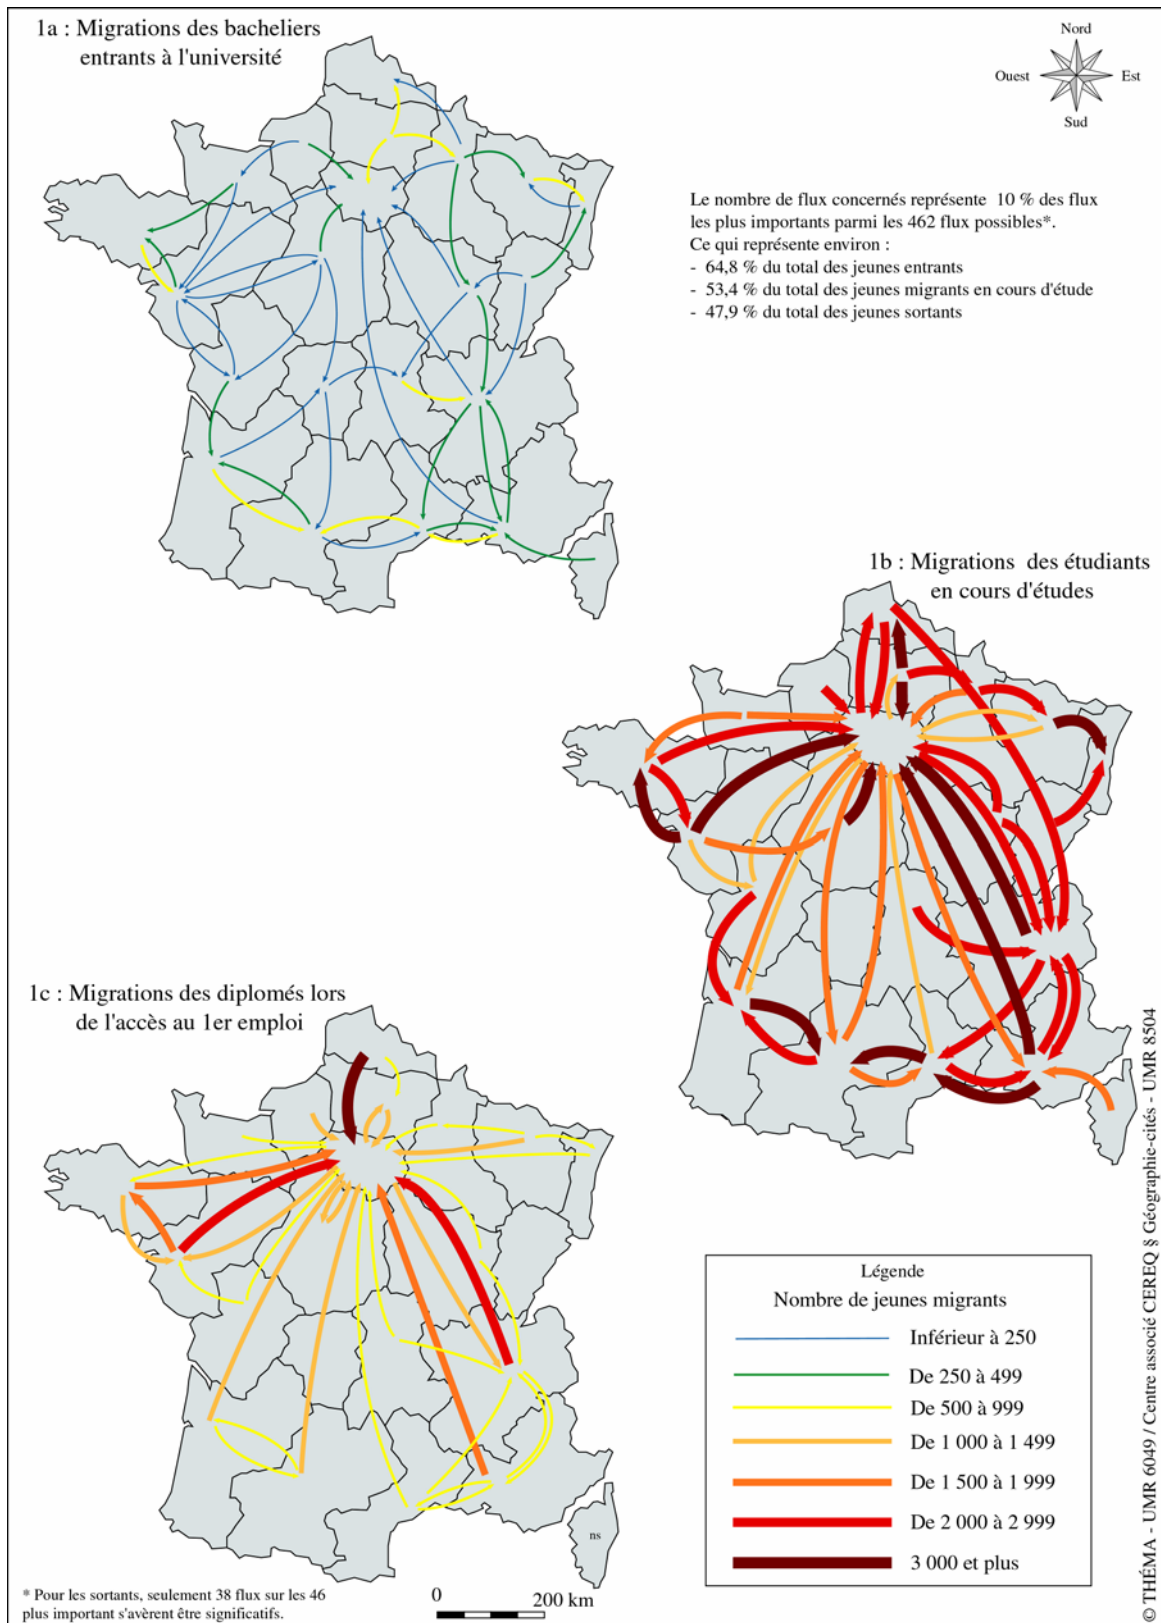 1a : Migrations des bacheliers
entrants à l'université
Nord
Ouest
Est
Sud
Le nombre de flux concernés représente 10 % des flux
les plus importants parmi les 462 flux possibles*.
Ce qui représente environ :
- 64,8 % du total des jeunes entrants
- 53,4 % du total des jeunes migrants en cours d'étude
- 47,9 % du total des jeunes sortants
1b : Migrations des étudiants
en cours d'études
1c : Migrations des diplomés lors
de l'accès au 1er emploi
Légende
Nombre de jeunes migrants
Inférieur à 250
De 250 à 499
De 500 à 999
De 1 000 à 1 499
De 1 500 à 1 999
De 2 000 à 2 999
3 000 et plus
ns
* Pour les sortants, seulement 38 flux sur les 46
plus important s'avèrent être significatifs.
0
200 km
© THÉMA - UMR 6049 / Centre associé CEREQ § Géographie-cités - UMR 8504